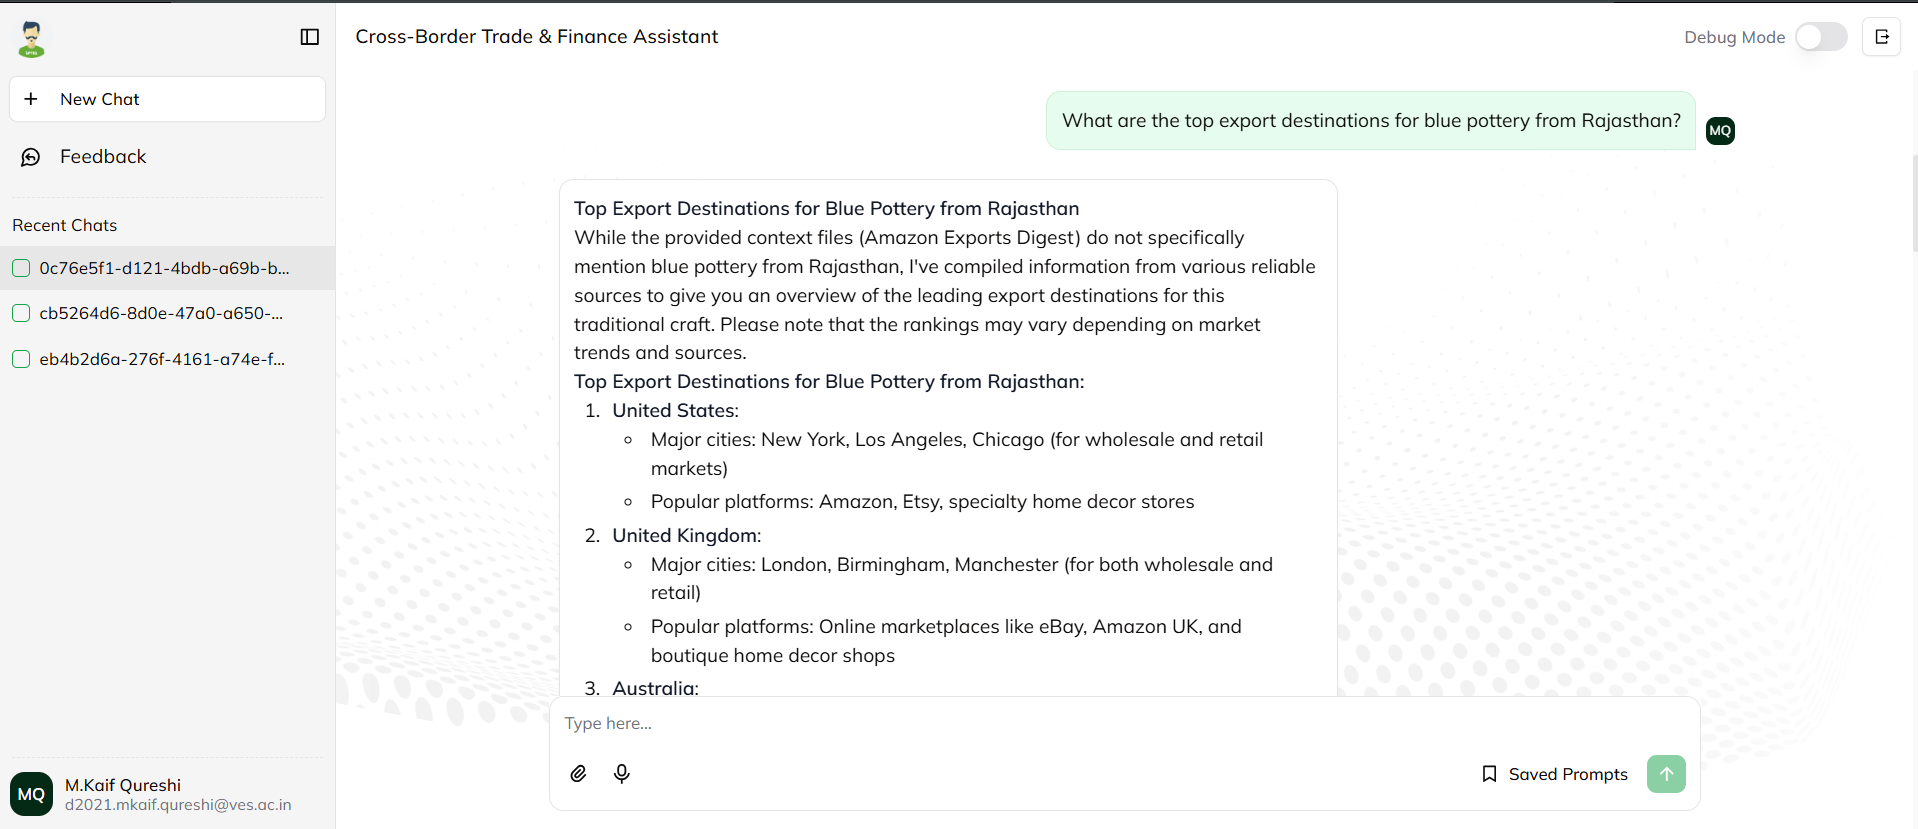 Cross-Border Trade & Finance Assistant
Debug Mode
New Chat
Feedback
Recent Chats
0c76e5f1-d121-4bdb-a69b-b...
cb5264d6-8d0e-47a0-a650-...
eb4b2d6a-276f-4161-a74e-f...
M.Kaif Qureshi
MQ
d2021.mkaif.qureshi@ves.ac.in
What are the top export destinations for blue pottery from Rajasthan?
MQ
Top Export Destinations for Blue Pottery from Rajasthan
While the provided context files (Amazon Exports Digest) do not specifically
mention blue pottery from Rajasthan, I've compiled information from various reliable
sources to give you an overview of the leading export destinations for this
traditional craft. Please note that the rankings may vary depending on market
trends and sources.
Top Export Destinations for Blue Pottery from Rajasthan:
1. United States:
Major cities: New York, Los Angeles, Chicago (for wholesale and retail
markets)
Popular platforms: Amazon, Etsy, specialty home decor stores
2. United Kingdom:
Major cities: London, Birmingham, Manchester (for both wholesale and
retail)
Popular platforms: Online marketplaces like eBay, Amazon UK, and
boutique home decor shops
3. Australia:
Type here...
Saved Prompts